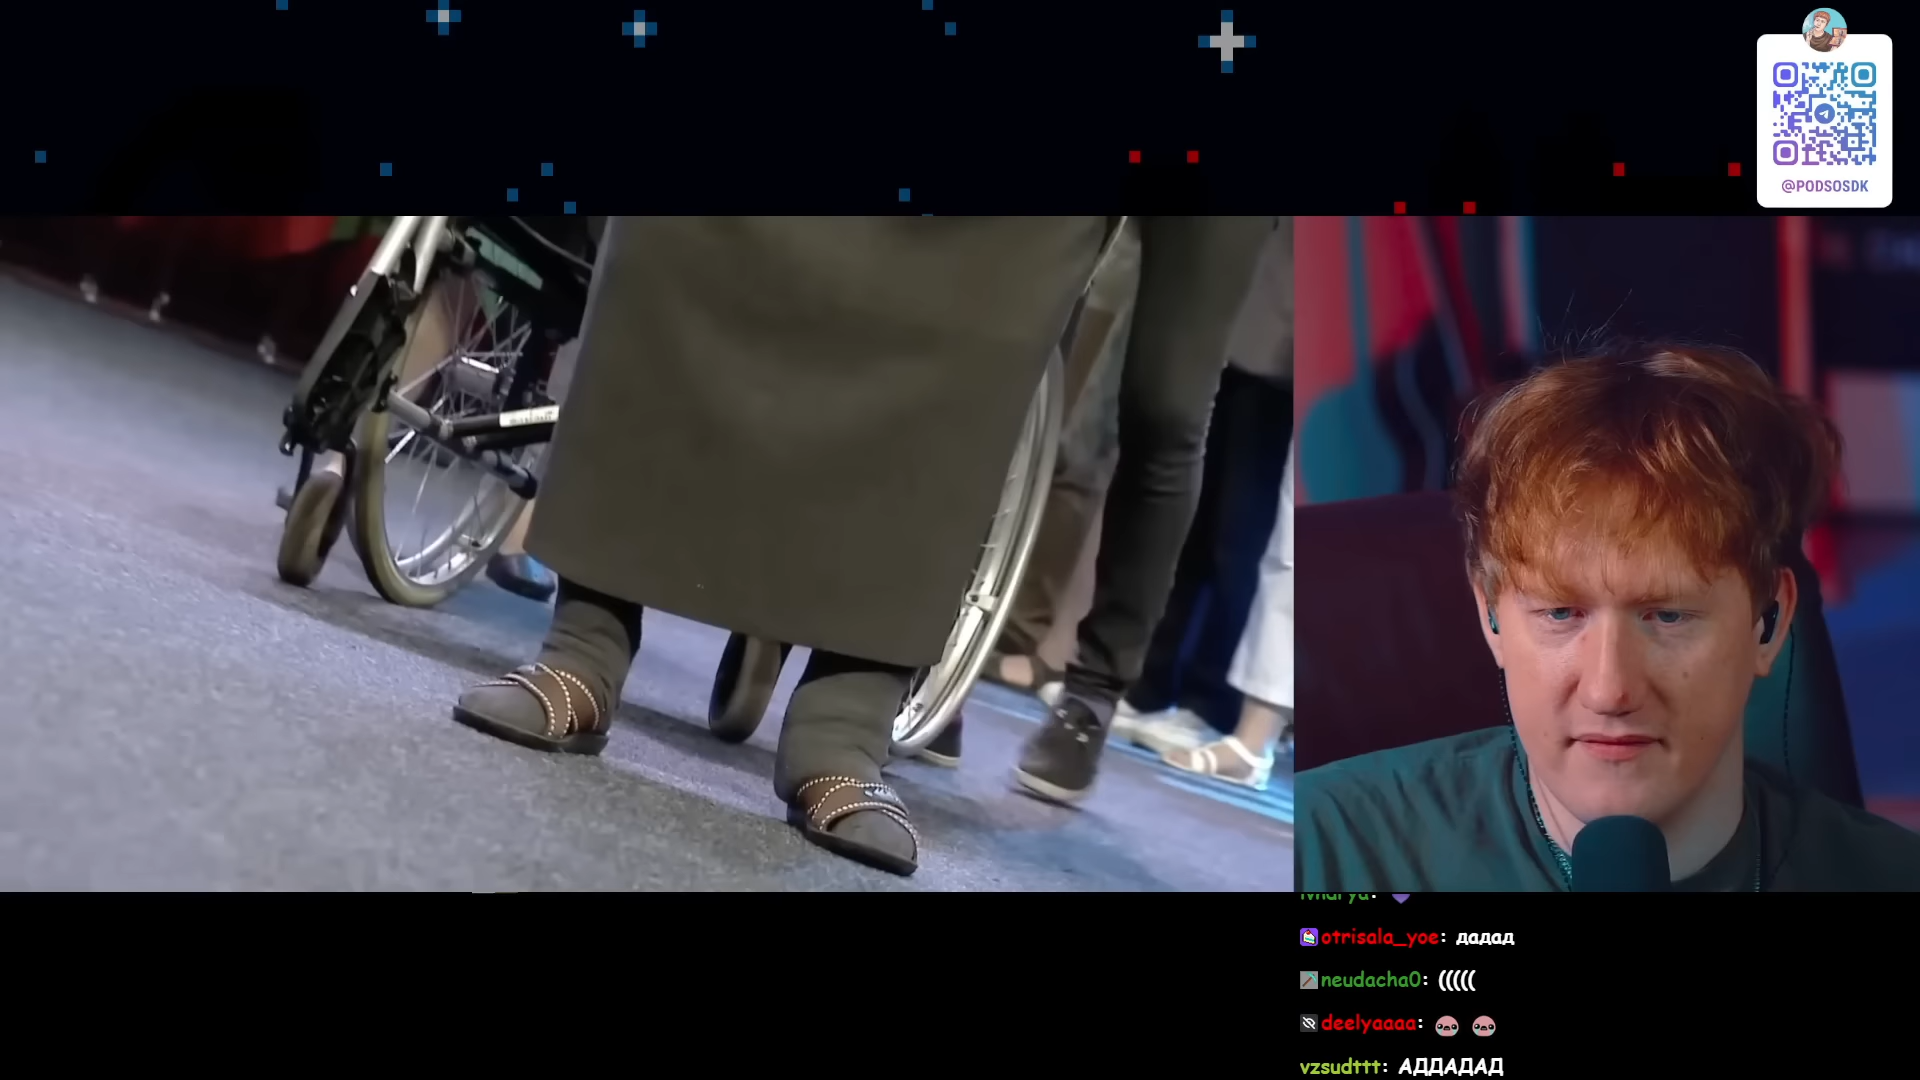 @PODSOSDK
otrisala_yoe: дадад
neudacha0: (((((
deelyaaaa:
vzsudttt: АДДАДАД